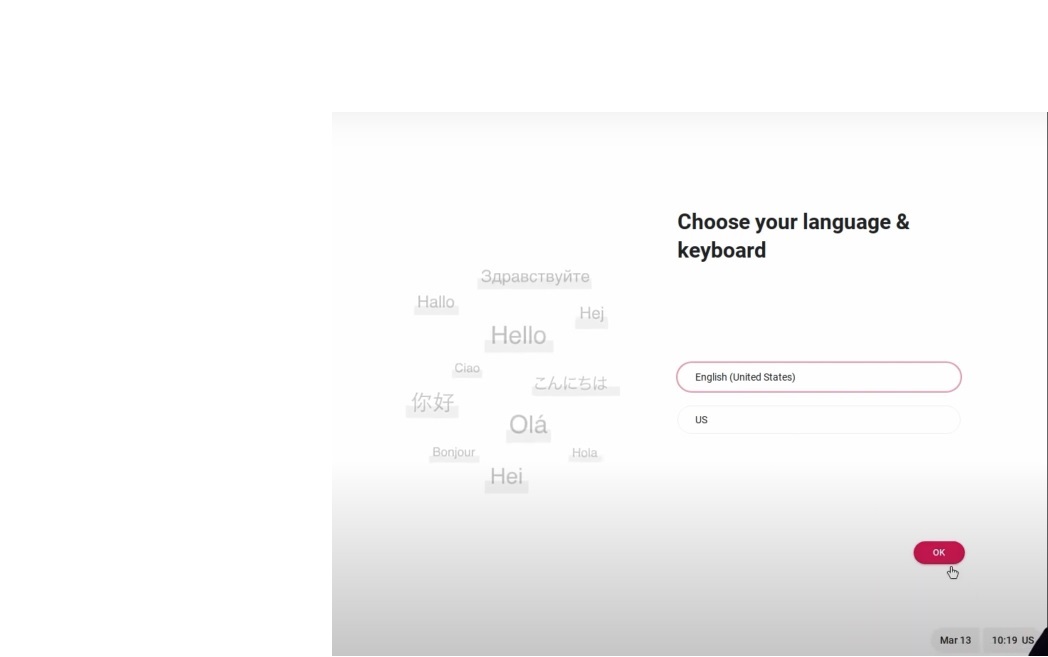 Choose your language &
keyboard
Здравствуйте
Hallo
Hej
Hello
Ciao
こんにちは
你好
Olá
Bonjour
Hola
Hei
English (United States)
US
OK
Mar 13
10:19 US